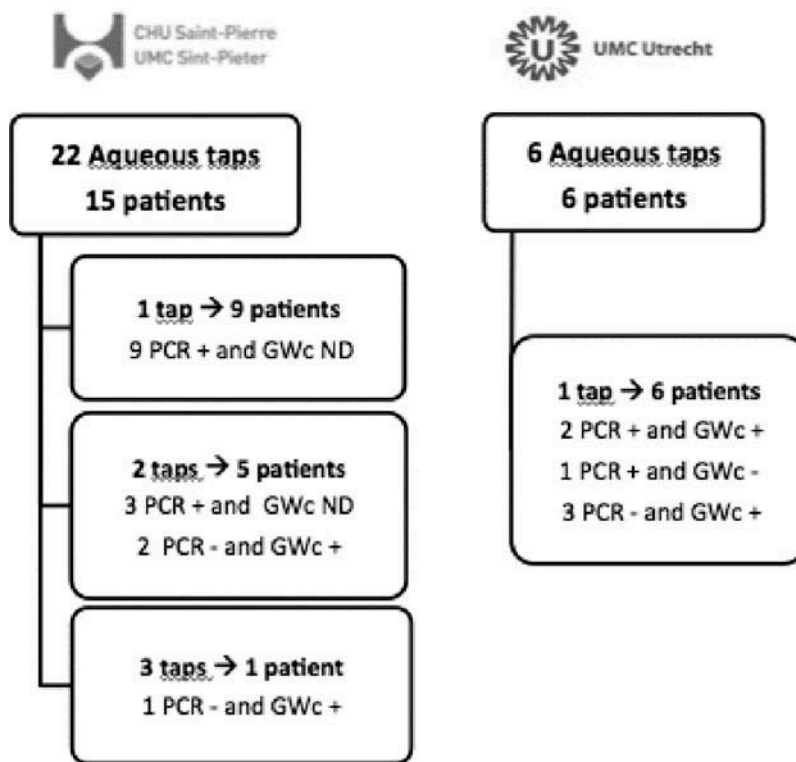 CHU Saint-Pierre
UMC Sint-Pieter
22 Aqueous taps
15 patients
1 tap → 9 patients
9 PCR + and GWc ND
2 taps → 5 patients
3 PCR + and GWc ND
2 PCR - and GWc +
3 taps → 1 patient
1 PCR - and GWc +
U
UMC Utrecht
6 Aqueous taps
6 patients
1 tap → 6 patients
2 PCR + and GWc +
1 PCR + and GWc -
3 PCR - and GWc +